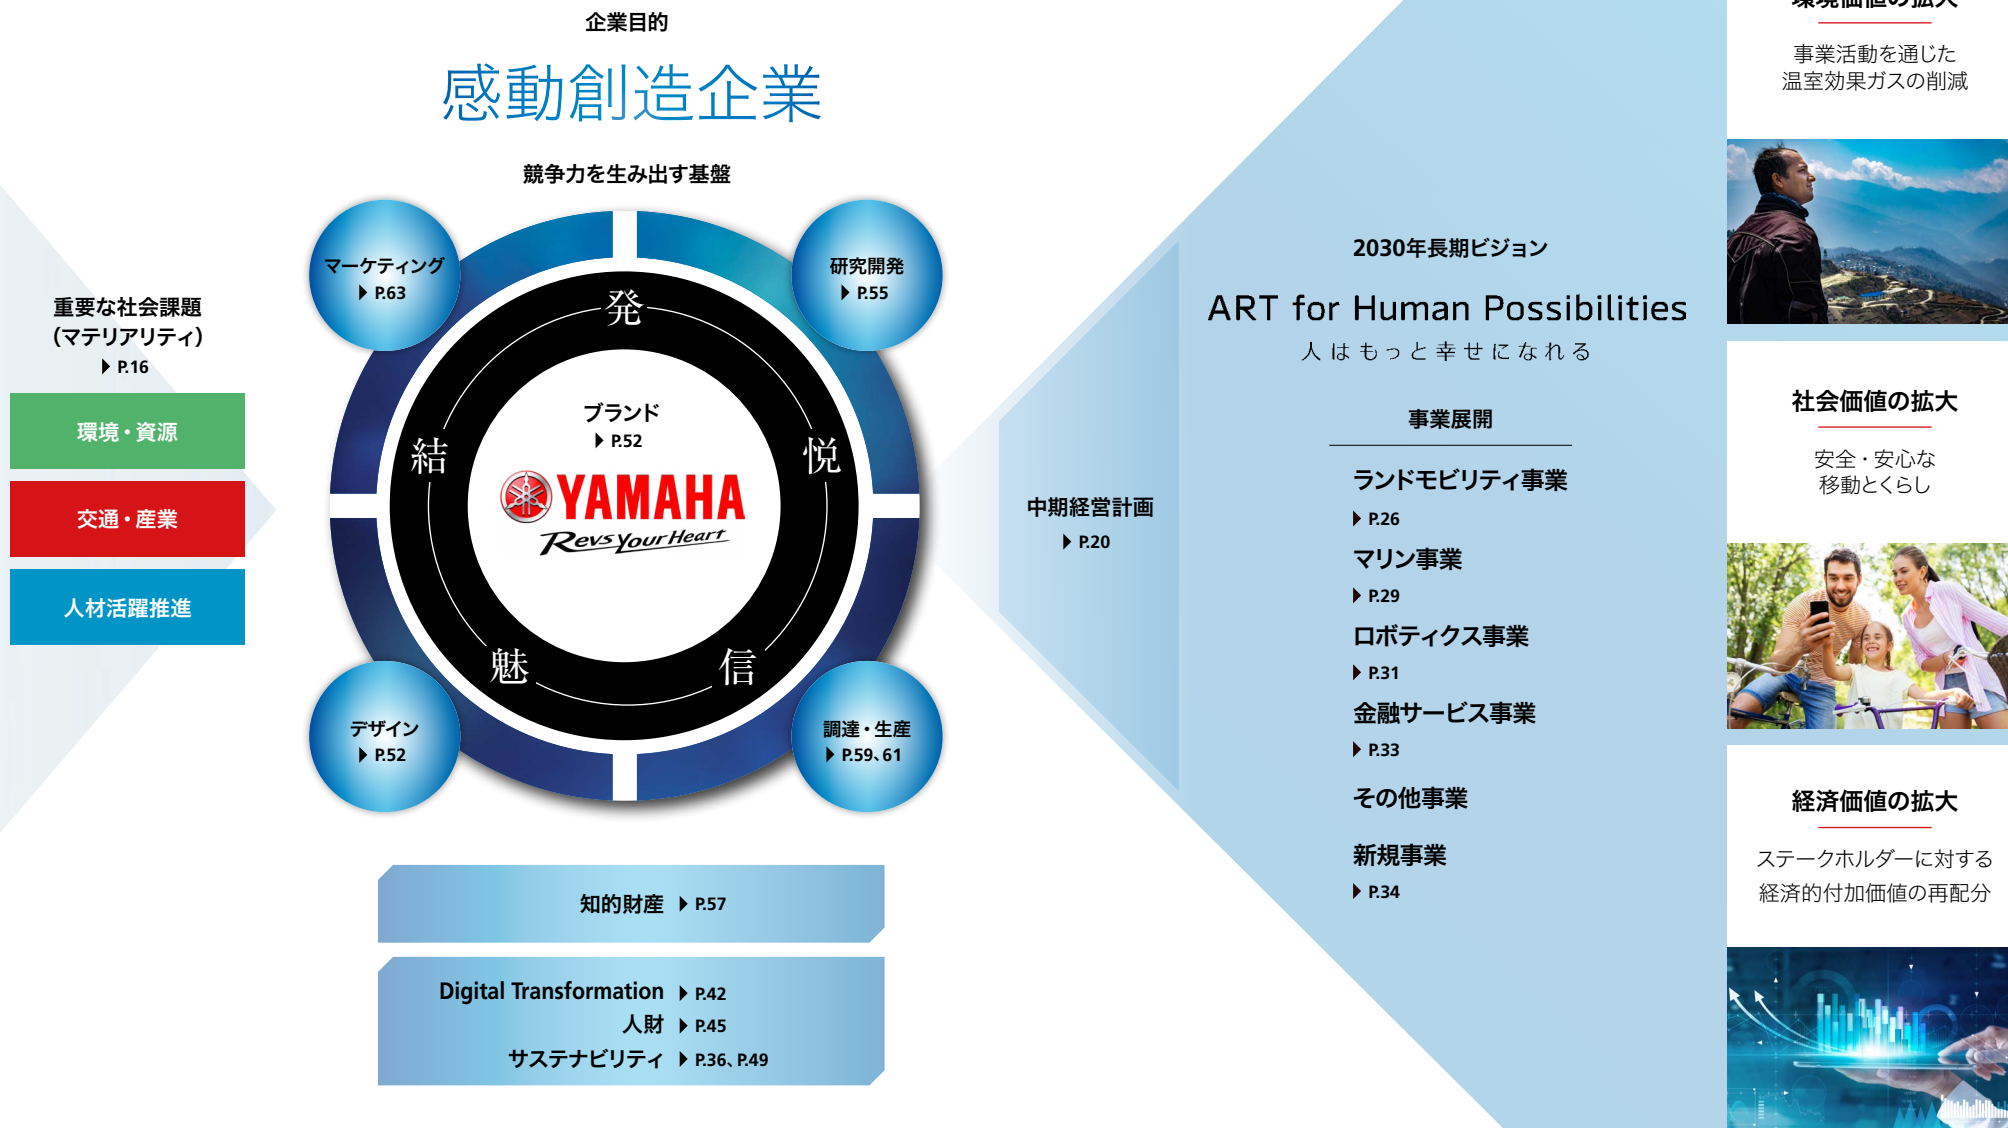 企業目的
感動創造企業
競争力を生み出す基盤
重要な社会課題
（マテリアリティ）
▶ P.16
環境・資源
交通・産業
人材活躍推進
マーケティング
▶ P.63
研究開発
▶ P.55
デザイン
▶ P.52
調達・生産
▶ P.59、61
発
悦
信
魅
結
ブランド
▶ P.52
YAMAHA
Revs Your Heart
知的財産 ▶ P.57
Digital Transformation ▶ P.42
人財 ▶ P.45
サステナビリティ ▶ P.36、P.49
中期経営計画
▶ P.20
2030年長期ビジョン
ART for Human Possibilities
人はもっと幸せになれる
事業展開
ランドモビリティ事業
▶ P.26
マリン事業
▶ P.29
ロボティクス事業
▶ P.31
金融サービス事業
▶ P.33
その他事業
新規事業
▶ P.34
環境価値の拡大
事業活動を通じた
温室効果ガスの削減
社会価値の拡大
安全・安心な
移動とくらし
経済価値の拡大
ステークホルダーに対する
経済的付加価値の再配分